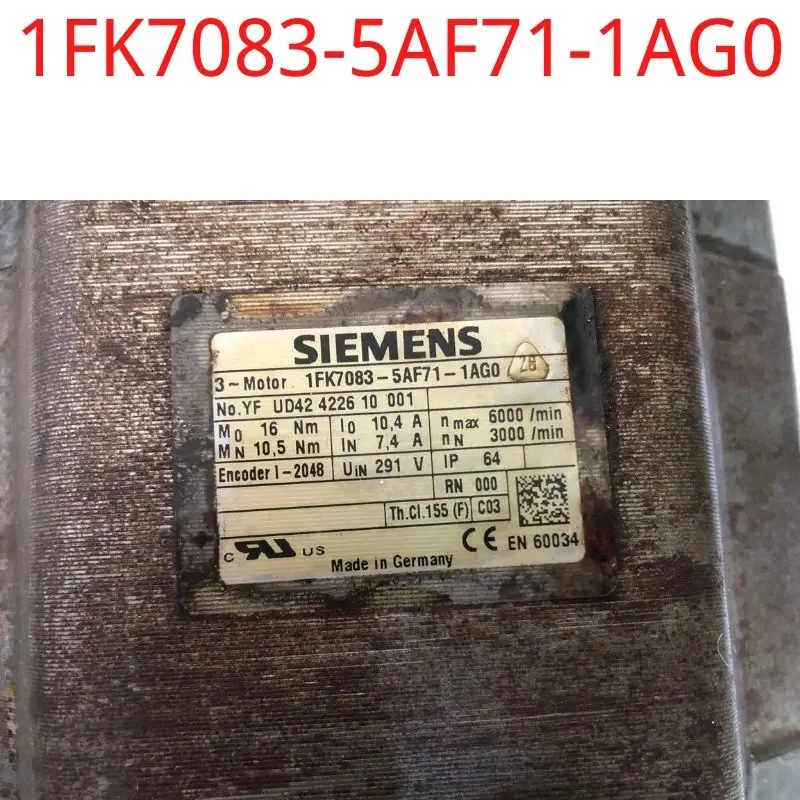 1FK7083-5AF71-1AG0
SIEMENS
3~Motor 1FK7083-5AF71-1AG0 28
No.YF UD42 4226 10 001
M0 16 Nm I0 10,4 A nmax 6000 /min
MN 10,5 Nm IN 7,4 A nN 3000 /min
Encoder I-2048 UIN 291 V IP 64
RN 000
Th.Cl.155 (F) C03
C RU US CE EN 60034
Made in Germany